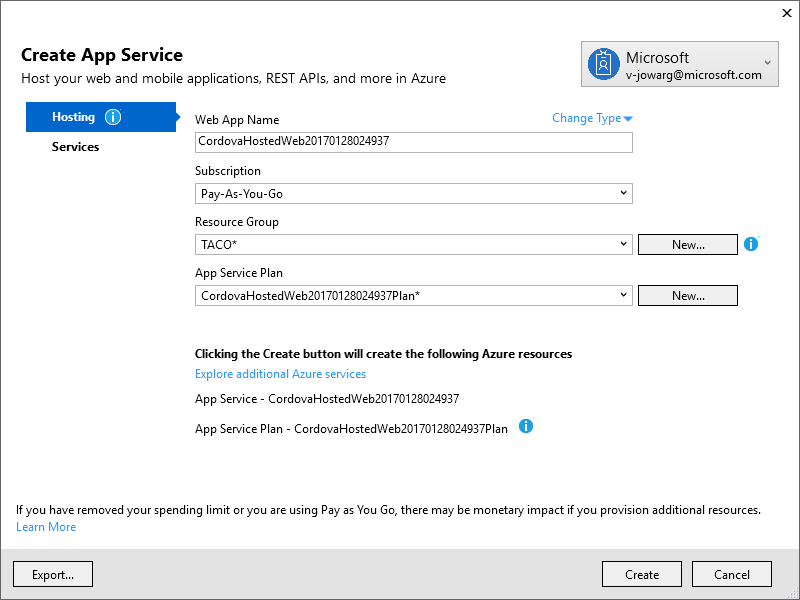 Create App Service
Host your web and mobile applications, REST APIs, and more in Azure
Microsoft
v-jowarg@microsoft.com
Hosting
Services
Web App Name
Change Type
CordovaHostedWeb20170128024937
Subscription
Pay-As-You-Go
Resource Group
TACO*
New...
App Service Plan
CordovaHostedWeb20170128024937Plan*
New...
Clicking the Create button will create the following Azure resources
Explore additional Azure services
App Service - CordovaHostedWeb20170128024937
App Service Plan - CordovaHostedWeb20170128024937Plan
If you have removed your spending limit or you are using Pay as You Go, there may be monetary impact if you provision additional resources.
Learn More
Export...
Create
Cancel